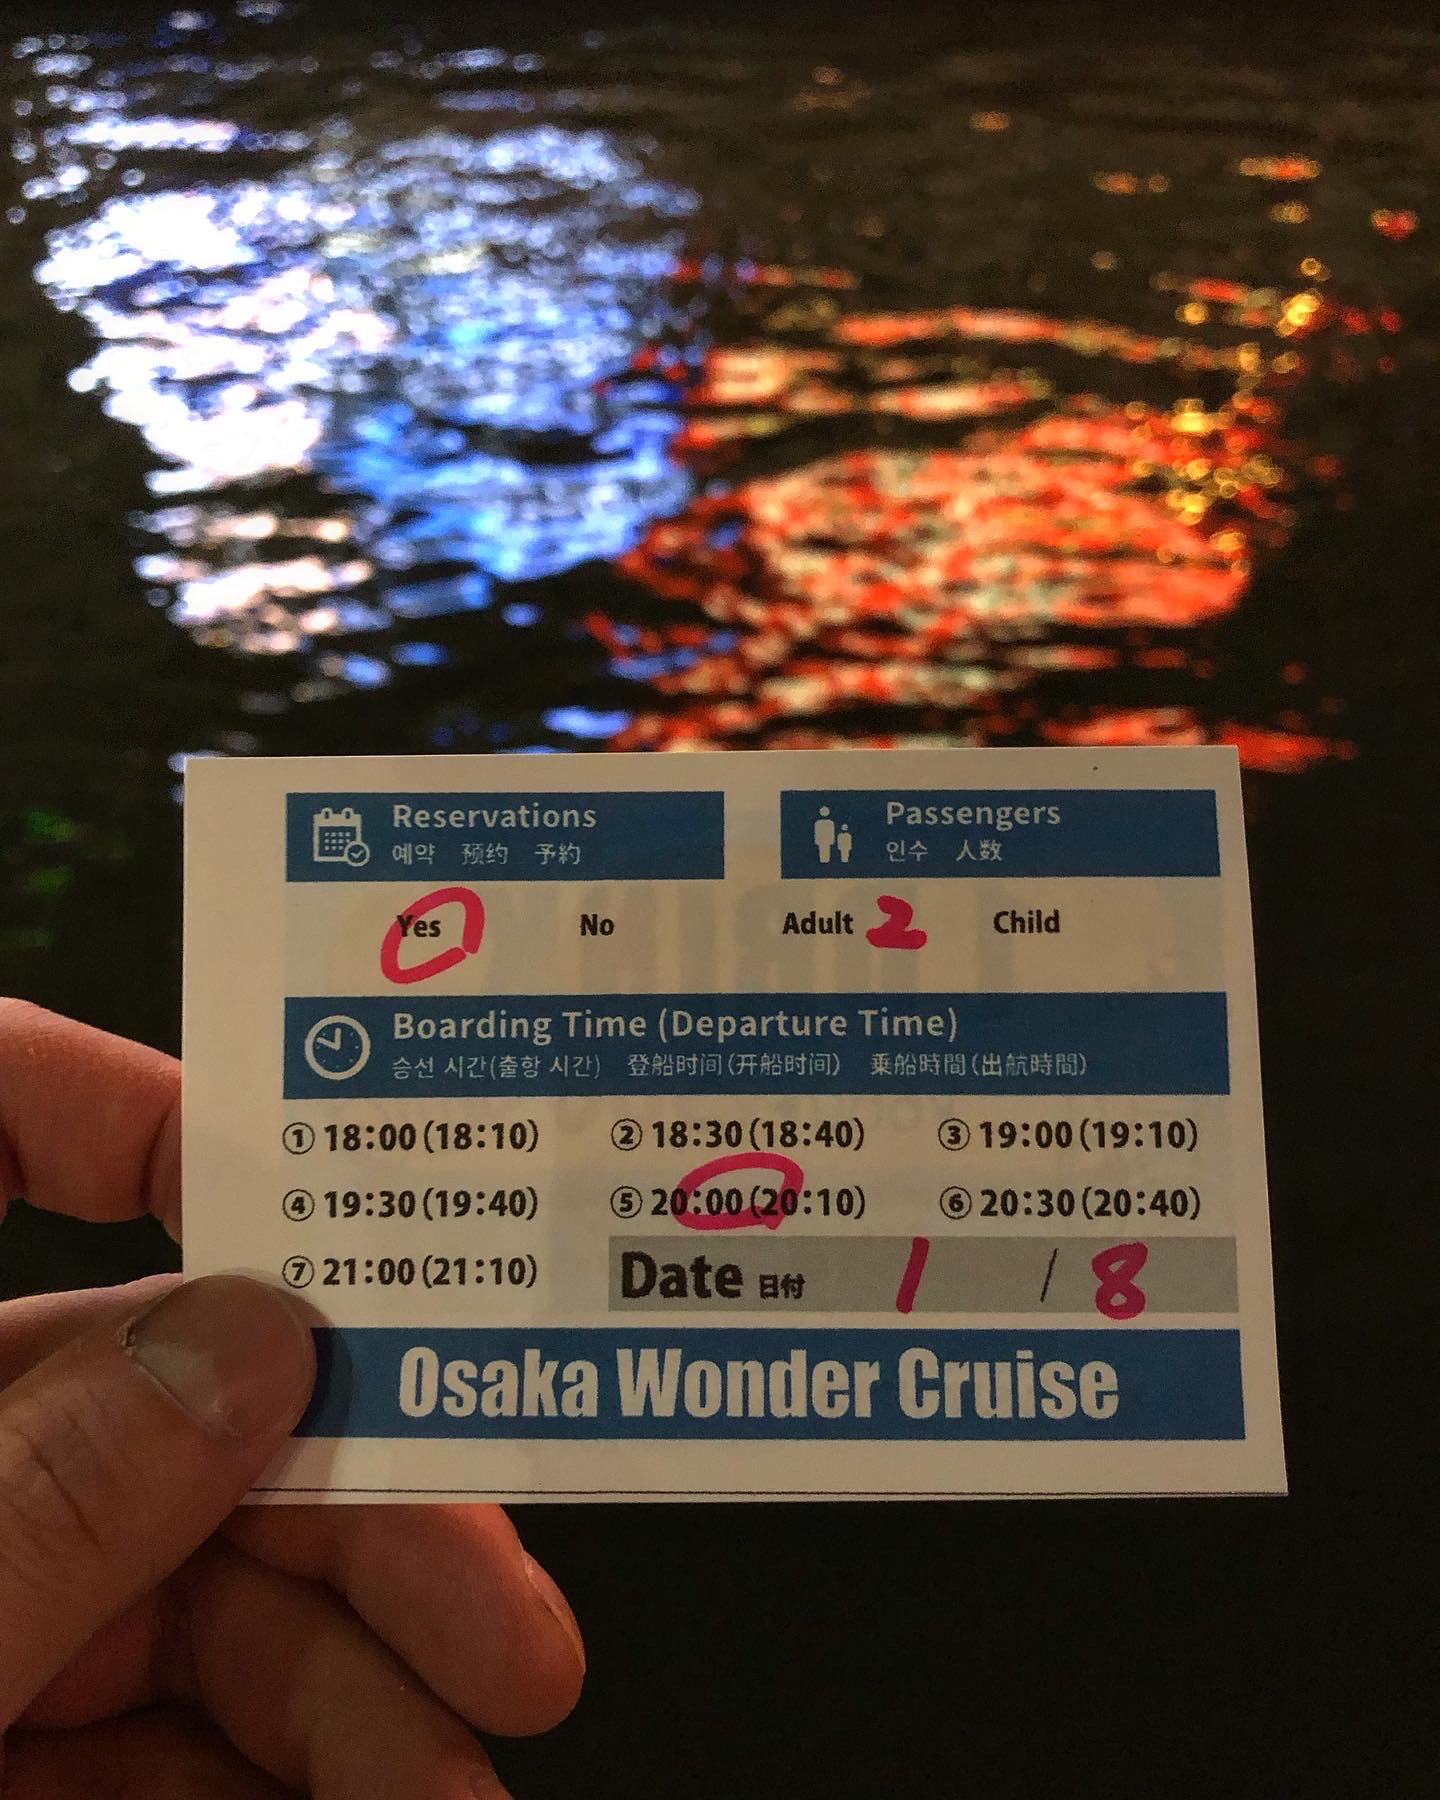 Reservations
예약 预约 予約
Passengers
인수 人数
Yes No
Adult 2 Child
Boarding Time (Departure Time)
승선 시간(출항 시간) 登船时间(开船时间) 乗船時間(出航時間)
① 18:00(18:10) ② 18:30(18:40) ③ 19:00(19:10)
④ 19:30(19:40) ⑤ 20:00(20:10) ⑥ 20:30(20:40)
⑦ 21:00(21:10)
Date 日付 1 / 8
Osaka Wonder Cruise